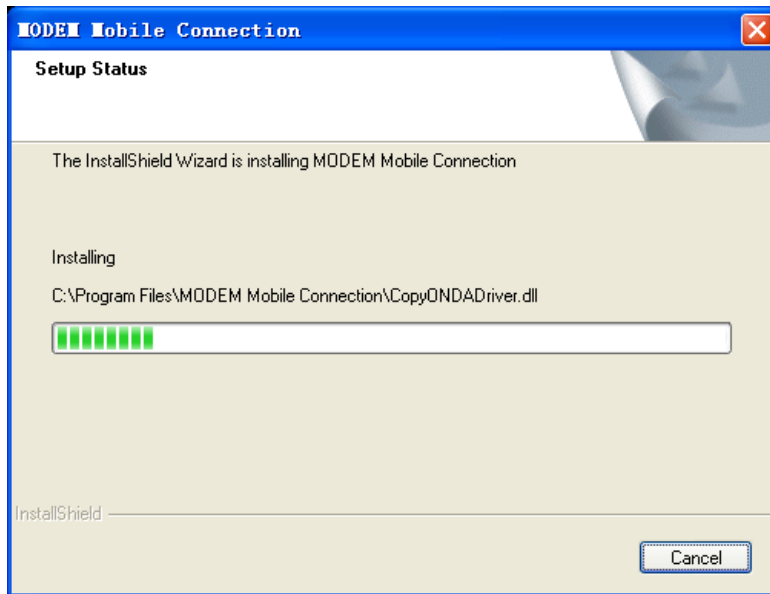 MODEM Mobile Connection
Setup Status
The InstallShield Wizard is installing MODEM Mobile Connection
Installing
C:\Program Files\MODEM Mobile Connection\CopyONDADriver.dll
InstallShield
Cancel